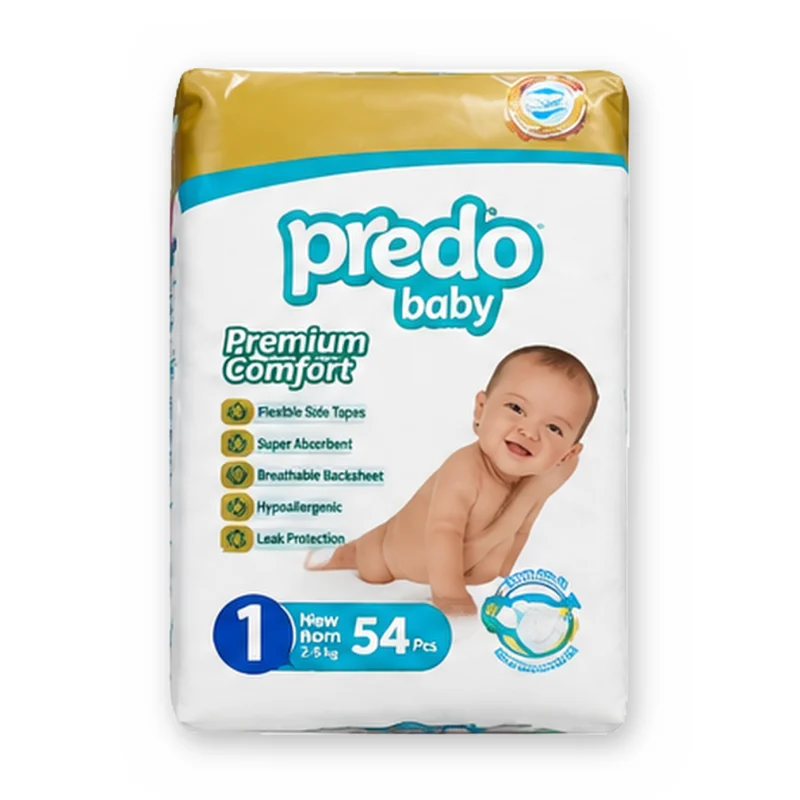 predo
baby
Premium
Comfort
Flexible Side Tapes
Super Absorbent
Breathable Backsheet
Hypoallergenic
Leak Protection
1
New
Born
2-5 kg
54 Pcs